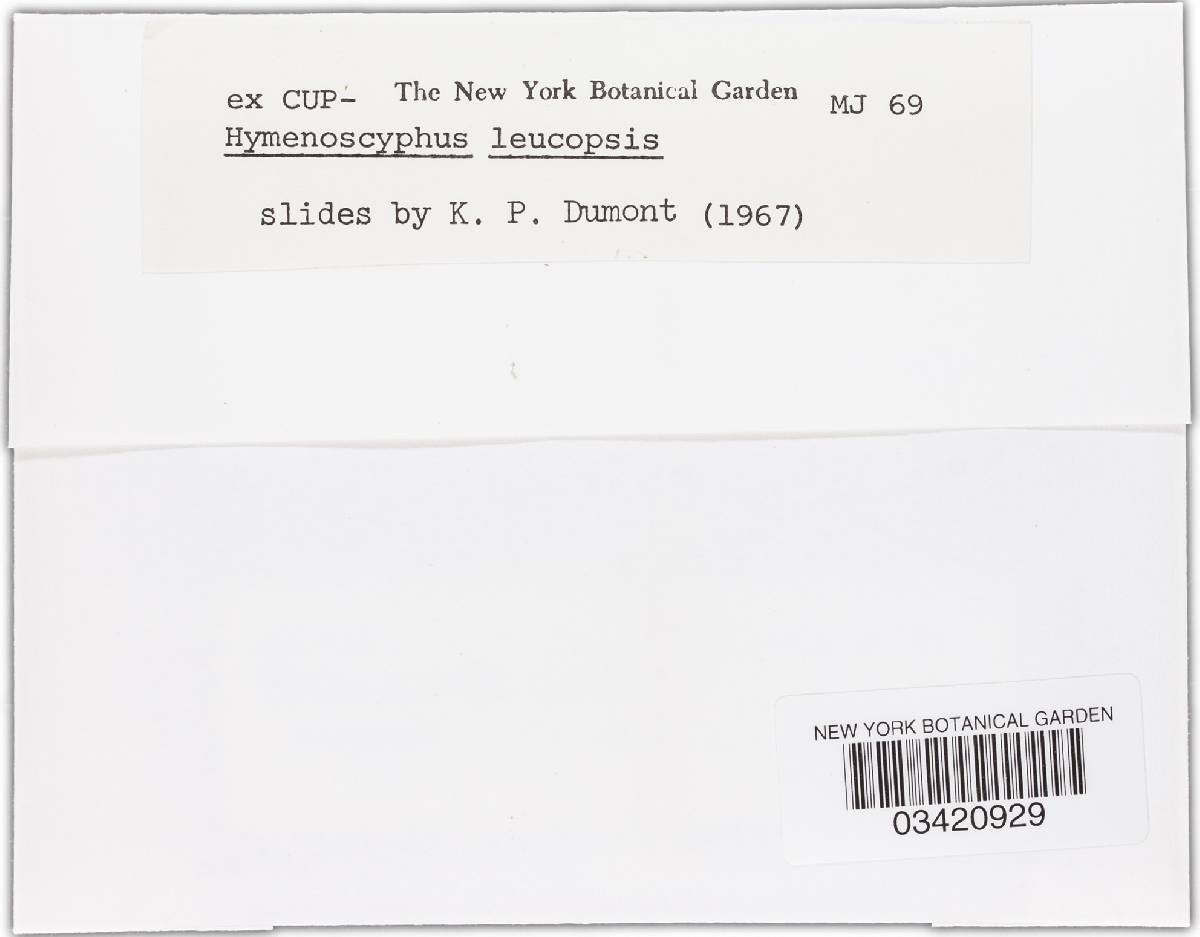 ex CUP- The New York Botanical Garden MJ 69
Hymenoscyphus leucopsis
slides by K. P. Dumont (1967)
NEW YORK BOTANICAL GARDEN
03420929